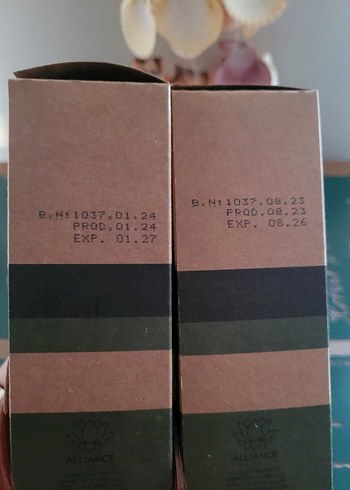 B.N:1037.01.24
PROD.01.24
EXP. 01.27
B.N:1037.08.23
PROD.08.23
EXP. 08.26
ALLIANCE
ALLIANCE